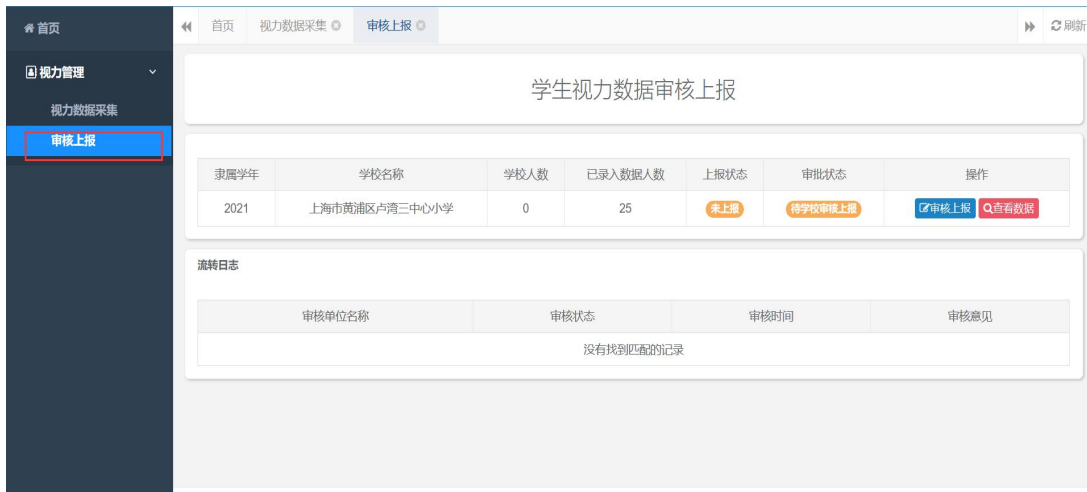 首页
首页
视力数据采集
审核上报
刷新
视力管理
视力数据采集
审核上报
学生视力数据审核上报
隶属学年 学校名称 学校人数 已录入数据人数 上报状态 审批状态 操作
2021 上海市黄浦区卢湾三中心小学 0 25 未上报 待学校审核上报 审核上报 查看数据
流转日志
审核单位名称 审核状态 审核时间 审核意见
没有找到匹配的记录